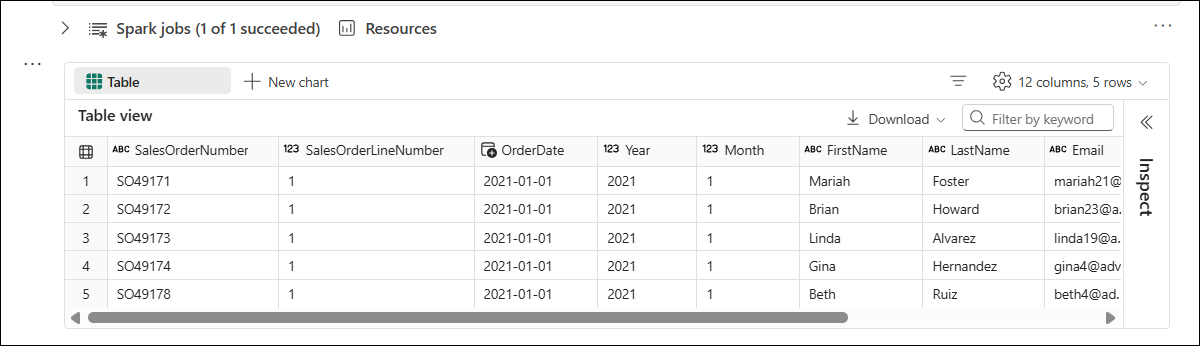 Spark jobs (1 of 1 succeeded) Resources
Table New chart 12 columns, 5 rows
Table view Download Filter by keyword
ABC SalesOrderNumber 123 SalesOrderLineNumber OrderDate 123 Year 123 Month ABC FirstName ABC LastName ABC Email
1 SO49171 1 2021-01-01 2021 1 Mariah Foster mariah21@
2 SO49172 1 2021-01-01 2021 1 Brian Howard brian23@a.
3 SO49173 1 2021-01-01 2021 1 Linda Alvarez linda19@a.
4 SO49174 1 2021-01-01 2021 1 Gina Hernandez gina4@adv
5 SO49178 1 2021-01-01 2021 1 Beth Ruiz beth4@ad.
Inspect